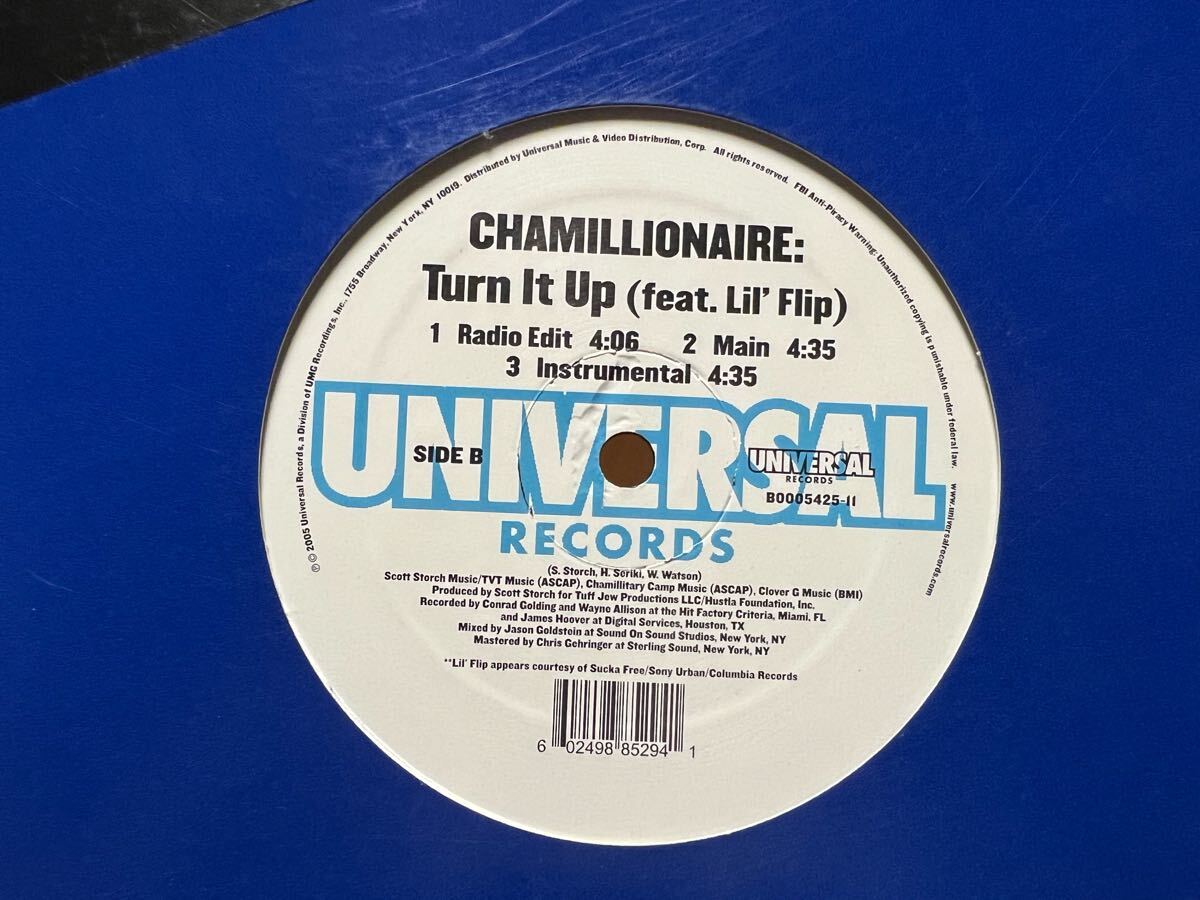 ℗ © 2005 Universal Records, a Division of UMG Recordings, Inc., 1755 Broadway, New York, NY 10019. Distributed by Universal Music & Video Distribution, Corp. All rights reserved. FBI Anti-Piracy Warning: Unauthorized copying is punishable under federal law. www.universalrecords.com
CHAMILLIONAIRE:
Turn It Up (feat. Lil' Flip)
1 Radio Edit 4:06 2 Main 4:35
3 Instrumental 4:35
UNIVERSAL
RECORDS
SIDE B
UNIVERSAL
RECORDS
B0005425-11
(S. Storch, H. Seriki, W. Watson)
Scott Storch Music/TVT Music (ASCAP), Chamillitary Camp Music (ASCAP), Clover G Music (BMI)
Produced by Scott Storch for Tuff Jew Productions LLC/Hustla Foundation, Inc.
Recorded by Conrad Golding and Wayne Allison at the Hit Factory Criteria, Miami, FL
and James Hoover at Digital Services, Houston, TX
Mixed by Jason Goldstein at Sound On Sound Studios, New York, NY
Mastered by Chris Gehringer at Sterling Sound, New York, NY
**Lil' Flip appears courtesy of Sucka Free/Sony Urban/Columbia Records
6 02498 85294 1